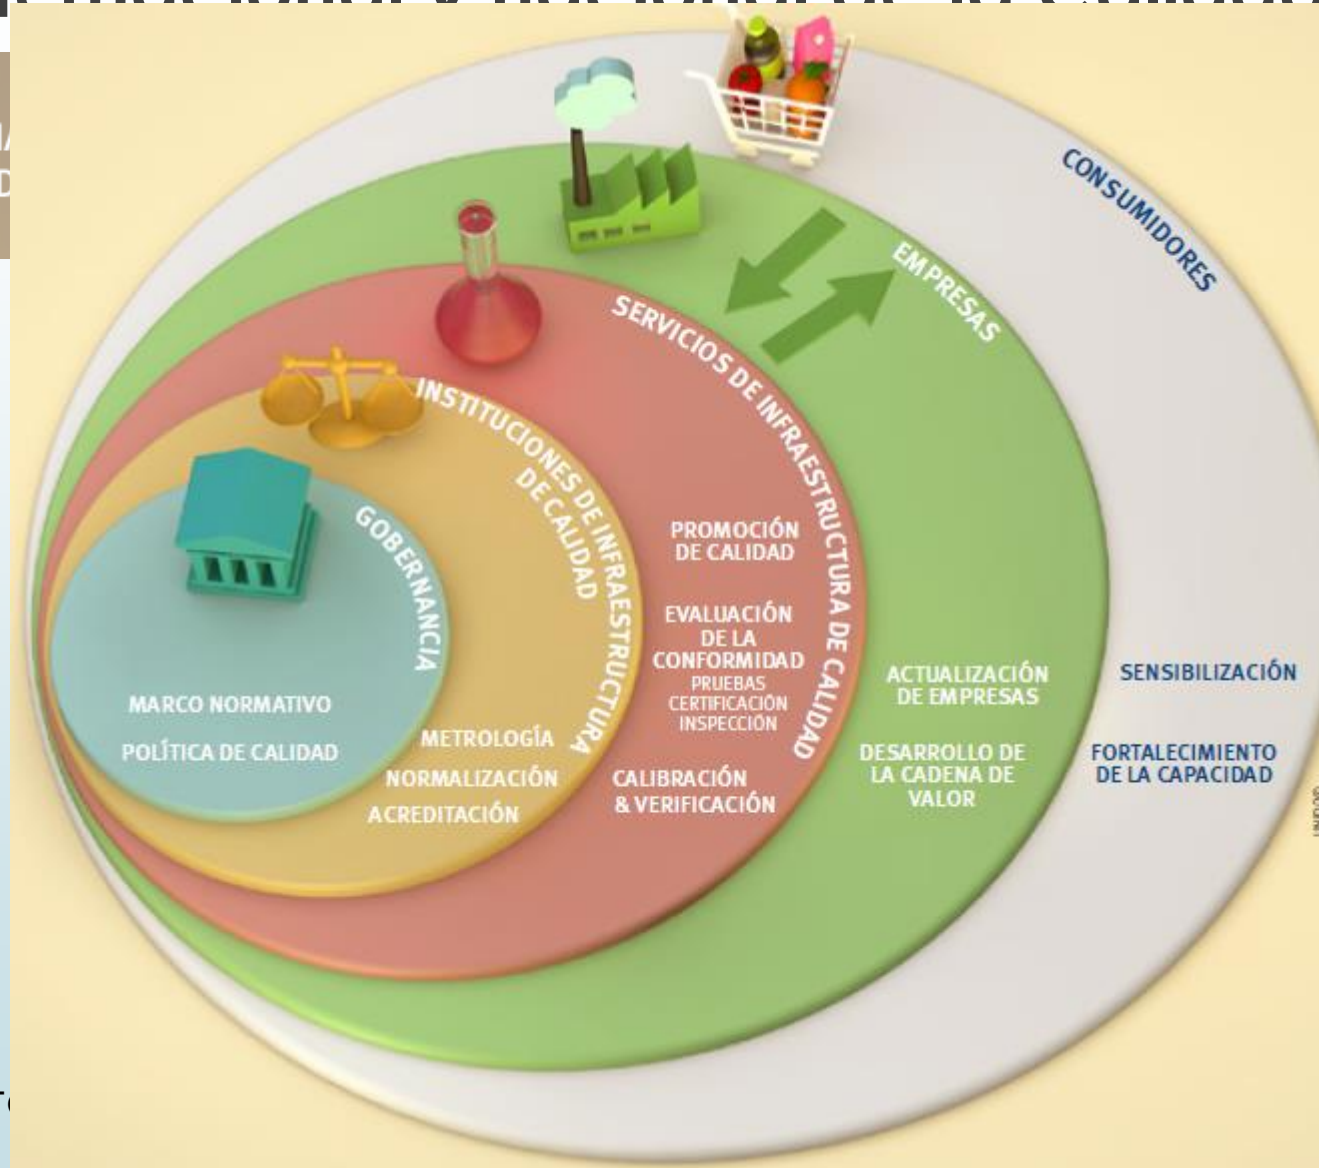 CONSUMIDORES
EMPRESAS
SERVICIOS DE INFRAESTRUCTURA DE CALIDAD
INSTITUCIONES DE INFRAESTRUCTURA
DE CALIDAD
GOBERNANCIA
MARCO NORMATIVO
POLÍTICA DE CALIDAD
METROLOGÍA
NORMALIZACIÓN
ACREDITACIÓN
PROMOCIÓN
DE CALIDAD
EVALUACIÓN
DE LA
CONFORMIDAD
PRUEBAS
CERTIFICACIÓN
INSPECCIÓN
CALIBRACIÓN
& VERIFICACIÓN
ACTUALIZACIÓN
DE EMPRESAS
DESARROLLO DE
LA CADENA DE
VALOR
SENSIBILIZACIÓN
FORTALECIMIENTO
DE LA CAPACIDAD